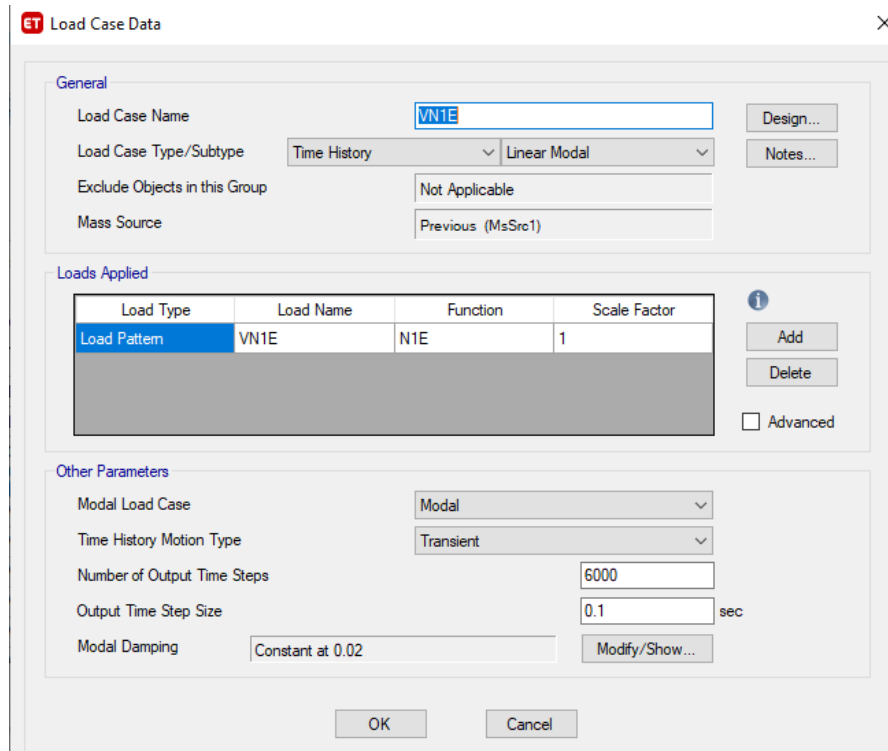 ET Load Case Data
General
Load Case Name VN1E Design...
Load Case Type/Subtype Time History Linear Modal Notes...
Exclude Objects in this Group Not Applicable
Mass Source Previous (MsSrc1)
Loads Applied
Load Type Load Name Function Scale Factor
Load Pattern VN1E N1E 1
Add
Delete
Advanced
Other Parameters
Modal Load Case Modal
Time History Motion Type Transient
Number of Output Time Steps 6000
Output Time Step Size 0.1 sec
Modal Damping Constant at 0.02 Modify/Show...
OK Cancel